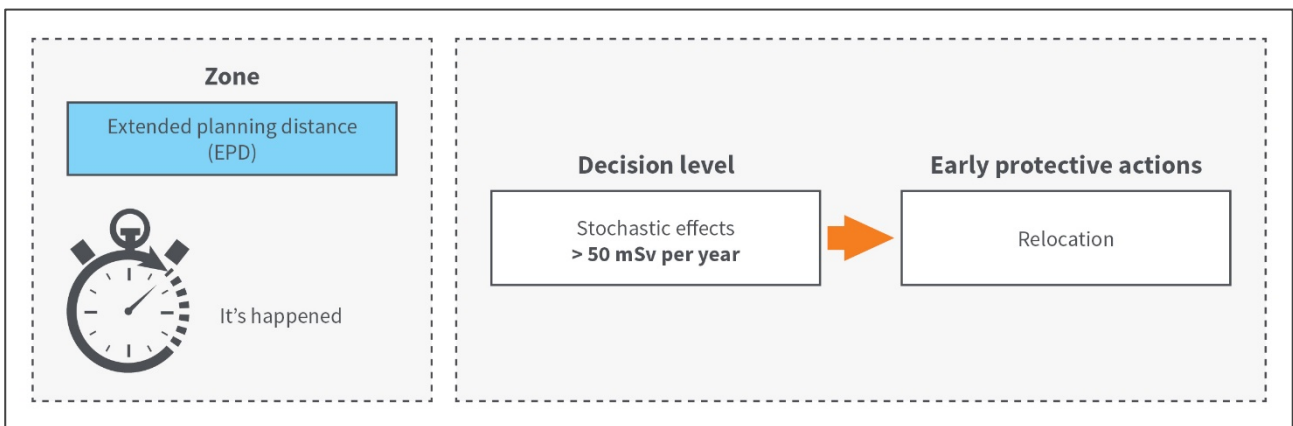 Zone
Extended planning distance
(EPD)
It's happened
Decision level
Stochastic effects
> 50 mSv per year
Early protective actions
Relocation